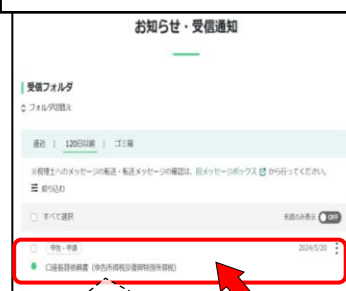 お知らせ・受信通知
受信フォルダ
フォルダ切替え
直近 | 120日以前 | ゴミ箱
※税理士へのメッセージの転送・転送メッセージの確認は、旧メッセージボックス から行ってください。
絞り込む
すべて選択 未読のみ表示 OFF
申告・申請 2024/5/20
口座振替依頼書（申告所得税及復興特別所得税）